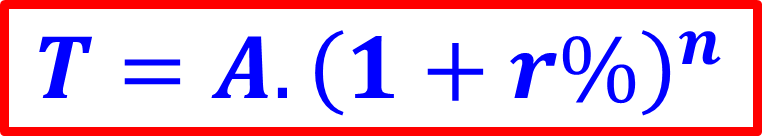 T = A. (1 + r%)ⁿ